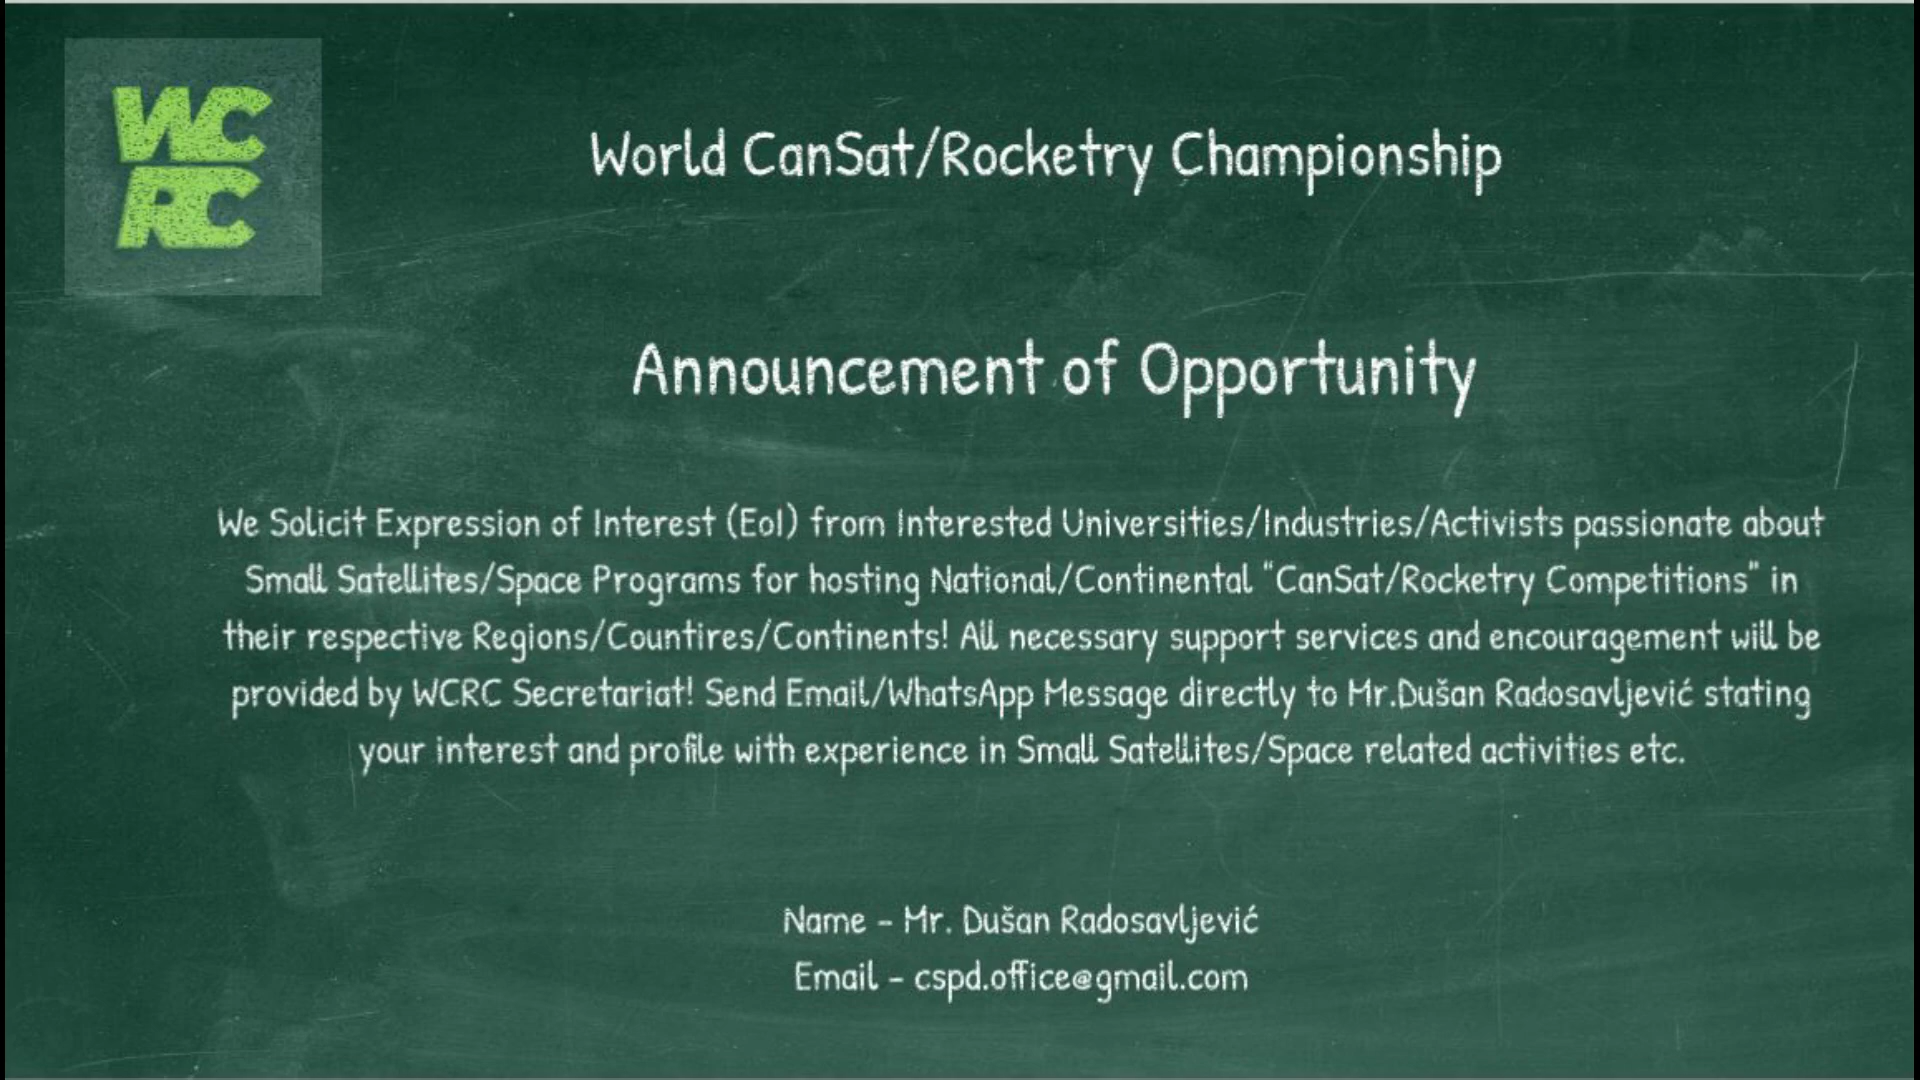 WC
RC
World CanSat/Rocketry Championship
Announcement of Opportunity
We Solicit Expression of Interest (EoI) from Interested Universities/Industries/Activists passionate about
Small Satellites/Space Programs for hosting National/Continental "CanSat/Rocketry Competitions" in
their respective Regions/Countires/Continents! All necessary support services and encouragement will be
provided by WCRC Secretariat! Send Email/WhatsApp Message directly to Mr.Dušan Radosavljević stating
your interest and profile with experience in Small Satellites/Space related activities etc.
Name - Mr. Dušan Radosavljević
Email - cspd.office@gmail.com